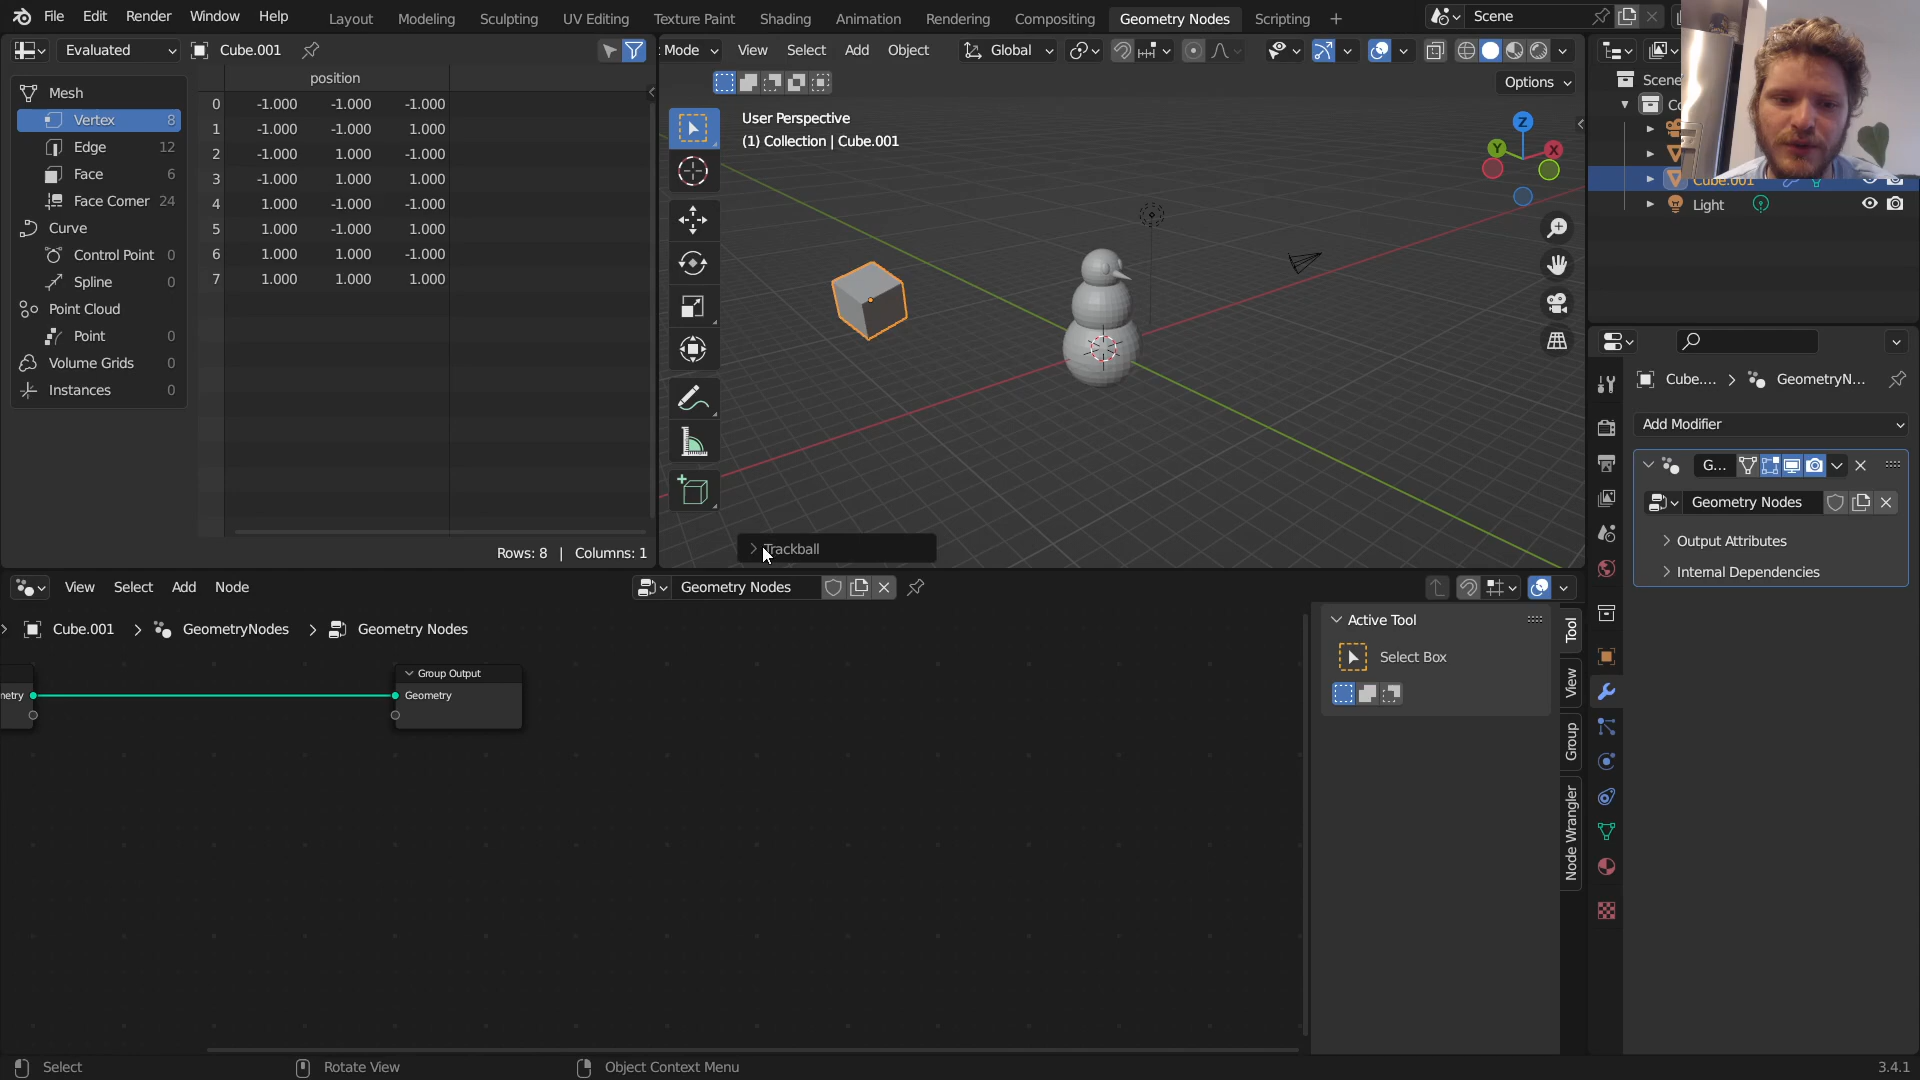 File Edit Render Window Help Layout Modeling Sculpting UV Editing Texture Paint Shading Animation Rendering Compositing Geometry Nodes Scripting + Scene
Evaluated Cube.001
Mode View Select Add Object Global
Options
position
Mesh
Vertex 8
Edge 12
Face 6
Face Corner 24
Curve
Control Point 0
Spline 0
Point Cloud
Point 0
Volume Grids 0
Instances 0
0 -1.000 -1.000 -1.000
1 -1.000 -1.000 1.000
2 -1.000 1.000 -1.000
3 -1.000 1.000 1.000
4 1.000 -1.000 -1.000
5 1.000 -1.000 1.000
6 1.000 1.000 -1.000
7 1.000 1.000 1.000
Rows: 8 | Columns: 1
User Perspective
(1) Collection | Cube.001
Z
Y
X
Trackball
Scene
Co
Cube.001
Light
Cube.... > GeometryN...
Add Modifier
G...
Geometry Nodes
Output Attributes
Internal Dependencies
View Select Add Node Geometry Nodes
Cube.001 > GeometryNodes > Geometry Nodes
metry
Group Output
Geometry
Active Tool
Select Box
Tool
View
Group
Node Wrangler
Select Rotate View Object Context Menu 3.4.1